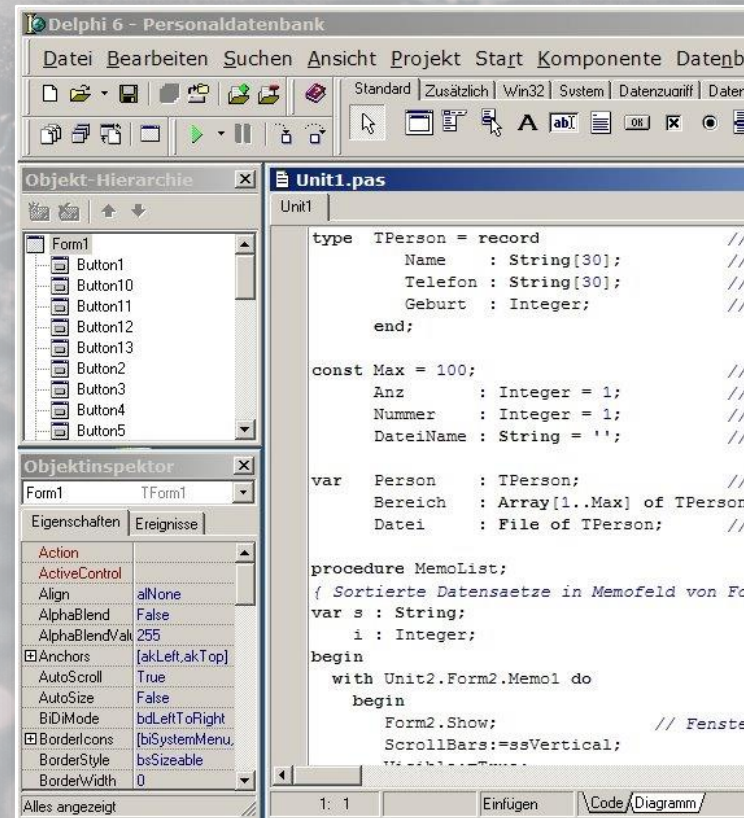 Delphi 6 - Personaldatenbank
Datei Bearbeiten Suchen Ansicht Projekt Start Komponente Datenb
Standard Zusätzlich Win32 System Datenzugriff Daten
Objekt-Hierarchie
Form1
Button1
Button10
Button11
Button12
Button13
Button2
Button3
Button4
Button5
Objektinspektor
Form1 TForm1
Eigenschaften Ereignisse
Action
ActiveControl
Align alNone
AlphaBlend False
AlphaBlendValu 255
Anchors [akLeft,akTop]
AutoScroll True
AutoSize False
BiDiMode bdLeftToRight
BorderIcons [biSystemMenu,
BorderStyle bsSizeable
BorderWidth 0
Alles angezeigt
Unit1.pas
Unit1
type TPerson = record //
Name : String[30]; //
Telefon : String[30]; //
Geburt : Integer; //
end;
const Max = 100; //
Anz : Integer = 1; //
Nummer : Integer = 1; //
DateiName : String = ''; //
var Person : TPerson; //
Bereich : Array[1..Max] of TPerson
Datei : File of TPerson; //
procedure MemoList;
{ Sortierte Datensaetze in Memofeld von Fo
var s : String;
i : Integer;
begin
with Unit2.Form2.Memo1 do
begin
Form2.Show; // Fenste
ScrollBars:=ssVertical;
1: 1 Einfügen Code Diagramm